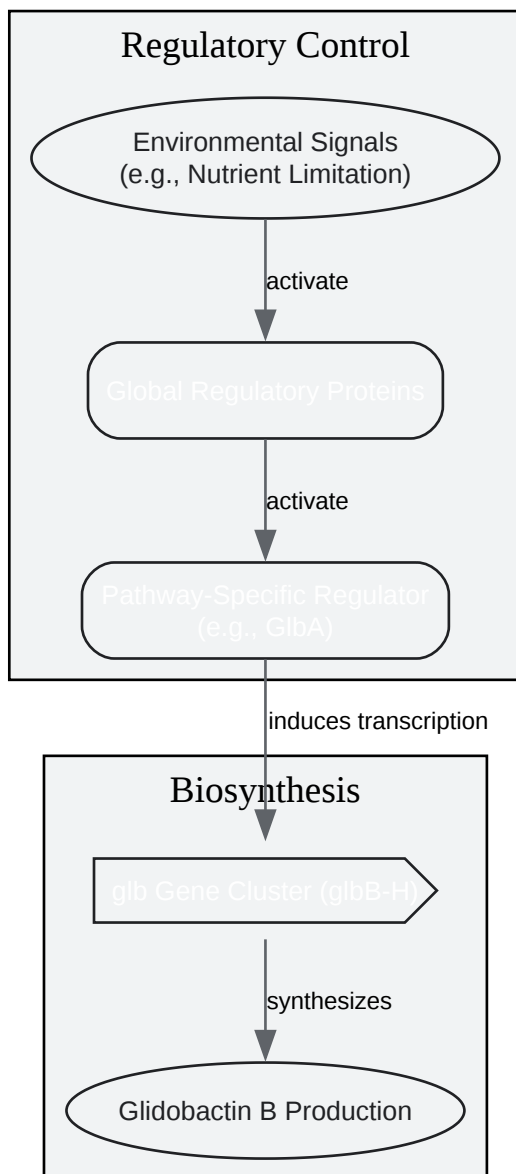 Regulatory Control
Environmental Signals
(e.g., Nutrient Limitation)
activate
Global Regulatory Proteins
activate
Pathway-Specific Regulator
(e.g., GlbA)
induces transcription
Biosynthesis
glb Gene Cluster (glbB-H)
synthesizes
Glidobactin B Production